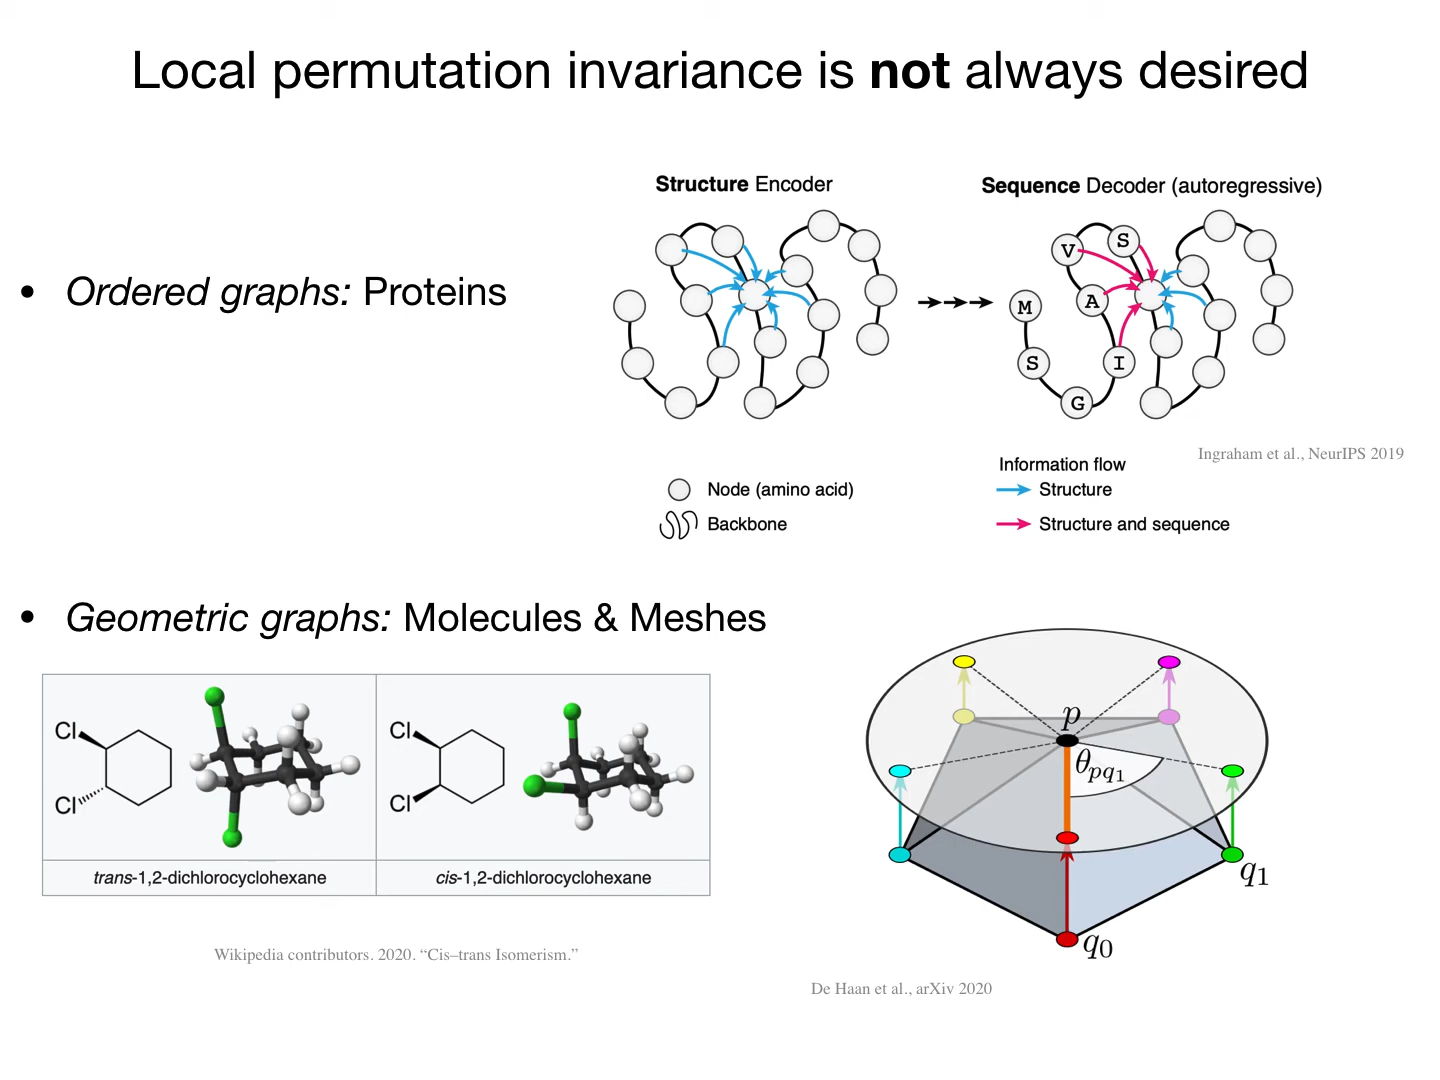 Local permutation invariance is not always desired
Structure Encoder
Sequence Decoder (autoregressive)
• Ordered graphs: Proteins
V
S
A
M
S
I
G
Ingraham et al., NeurIPS 2019
Node (amino acid)
Backbone
Information flow
Structure
Structure and sequence
• Geometric graphs: Molecules & Meshes
Cl
Cl
trans-1,2-dichlorocyclohexane
Cl
Cl
cis-1,2-dichlorocyclohexane
Wikipedia contributors. 2020. “Cis–trans Isomerism.”
p
θpq₁
q₁
q₀
De Haan et al., arXiv 2020